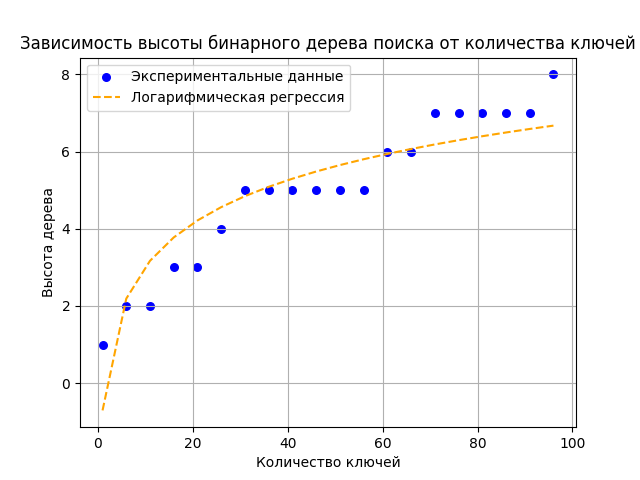 Зависимость высоты бинарного дерева поиска от количества ключей
Экспериментальные данные
Логарифмическая регрессия
8
6
4
2
0
Высота дерева
0 20 40 60 80 100
Количество ключей